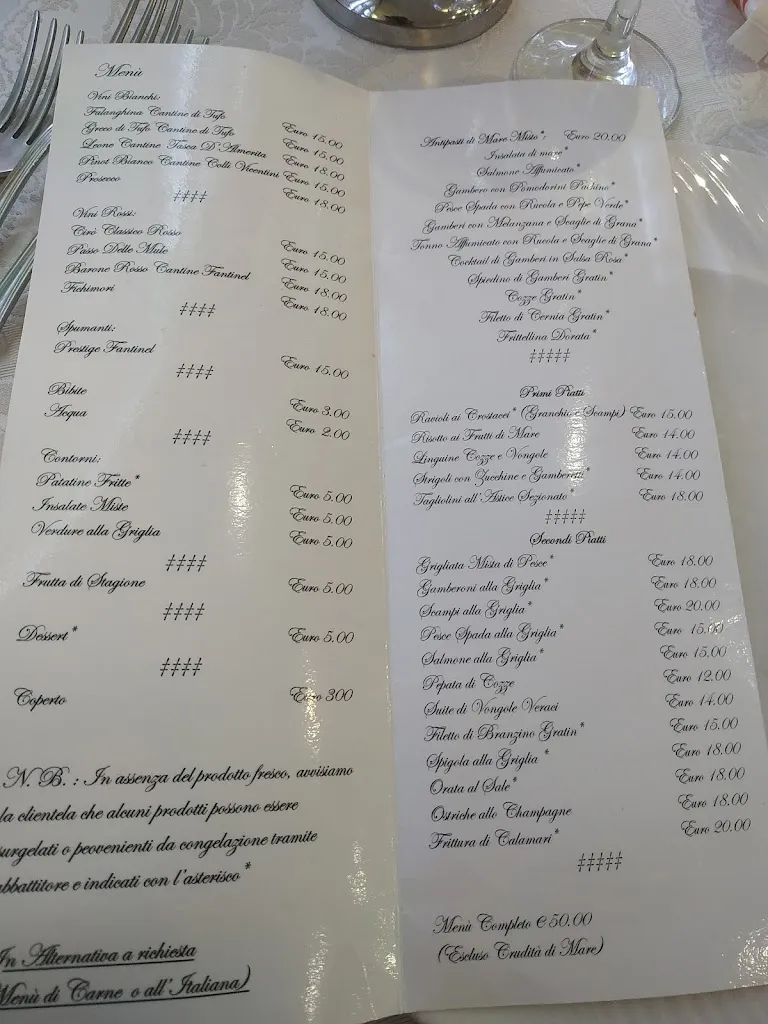 Menù
Vini Bianchi:
Falanghina Cantine di Tufo Euro 15.00
Greco di Tufo Cantine di Tufo Euro 15.00
Leone Cantine Tasca D'Almerita Euro 18.00
Pinot Bianco Cantine Colli Vicentini Euro 15.00
Prosecco Euro 18.00
####
Vini Rossi:
Cirò Classico Rosso Euro 15.00
Passo Delle Mule Euro 15.00
Barone Rosso Cantine Fantinel Euro 18.00
Fichimori Euro 18.00
####
Spumanti:
Prestige Fantinel Euro 15.00
####
Bibite Euro 3.00
Acqua Euro 2.00
####
Contorni:
Patatine Fritte* Euro 5.00
Insalate Miste Euro 5.00
Verdure alla Griglia Euro 5.00
####
Frutta di Stagione Euro 5.00
####
Dessert* Euro 5.00
####
Coperto Euro 300
N.B. : In assenza del prodotto fresco, avvisiamo
la clientela che alcuni prodotti possono essere
surgelati o peovenienti da congelazione tramite
abbattitore e indicati con l'asterisco*
In Alternativa a richiesta
Menù di Carne o all'Italiana)
Antipasti di Mare Misto*: Euro 20.00
Insalata di mare*
Salmone Affumicato*
Gambero con Pomodorini Pachino*
Pesce Spada con Rucola e Pepe Verde*
Gamberi con Melanzana e Scaglie di Grana*
Tonno Affumicato con Rucola e Scaglie di Grana*
Cocktail di Gamberi in Salsa Rosa*
Spiedino di Gamberi Gratin*
Cozze Gratin*
Filetto di Cernia Gratin*
Frittellina Dorata*
#####
Primi Piatti
Ravioli ai Crostacei* (Granchio e Scampi) Euro 15.00
Risotto ai Frutti di Mare Euro 14.00
Linguine Cozze e Vongole Euro 14.00
Strigoli con Zucchine e Gamberetti* Euro 14.00
Tagliolini all'Astice Sezionato* Euro 18.00
#####
Secondi Piatti
Grigliata Mista di Pesce* Euro 18.00
Gamberoni alla Griglia* Euro 18.00
Scampi alla Griglia* Euro 20.00
Pesce Spada alla Griglia* Euro 15.00
Salmone alla Griglia* Euro 15.00
Pepata di Cozze Euro 12.00
Suite di Vongole Veraci Euro 14.00
Filetto di Branzino Gratin* Euro 15.00
Spigola alla Griglia* Euro 18.00
Orata al Sale* Euro 18.00
Ostriche allo Champagne Euro 18.00
Frittura di Calamari* Euro 20.00
#####
Menù Completo € 50.00
(Escluso Crudità di Mare)